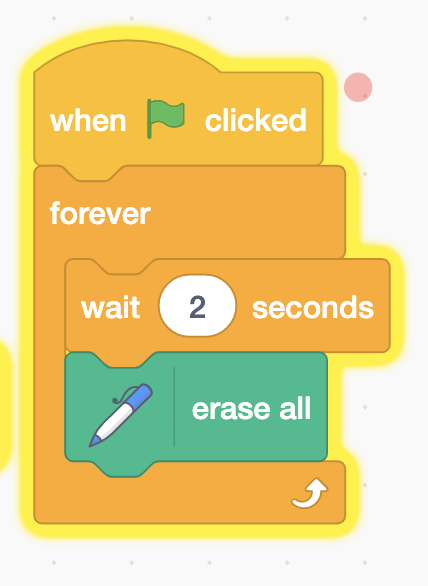 when clicked
forever
wait 2 seconds
erase all